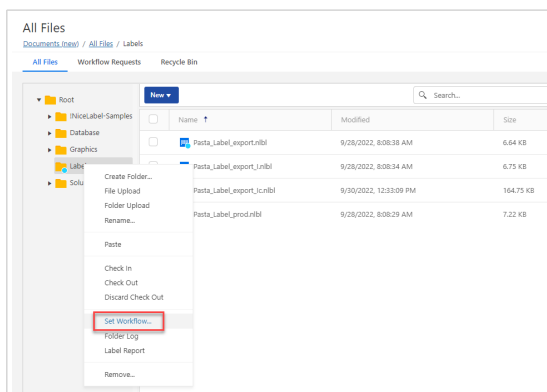 All Files
Documents (new) / All Files / Labels
All Files Workflow Requests Recycle Bin
Root
INiceLabel-Samples
Database
Graphics
Labe
Solu
New
Search...
Name Modified Size
Pasta_Label_export.nlbl 9/28/2022, 8:08:38 AM 6.64 KB
Pasta_Label_export_I.nlbl 9/28/2022, 8:08:34 AM 6.75 KB
Pasta_Label_export_Ic.nlbl 9/30/2022, 12:33:09 PM 164.75 KB
Pasta_Label_prod.nlbl 9/28/2022, 8:08:29 AM 7.22 KB
Create Folder...
File Upload
Folder Upload
Rename...
Paste
Check In
Check Out
Discard Check Out
Set Workflow...
Folder Log
Label Report
Remove...